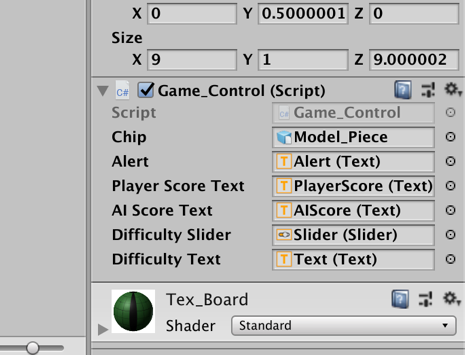 X 0 Y 0.5000001 Z 0
Size
X 9 Y 1 Z 9.000002
C# Game_Control (Script)
Script C# Game_Control
Chip Model_Piece
Alert T Alert (Text)
Player Score Text T PlayerScore (Text)
AI Score Text T AIScore (Text)
Difficulty Slider Slider (Slider)
Difficulty Text T Text (Text)
Tex_Board
Shader Standard